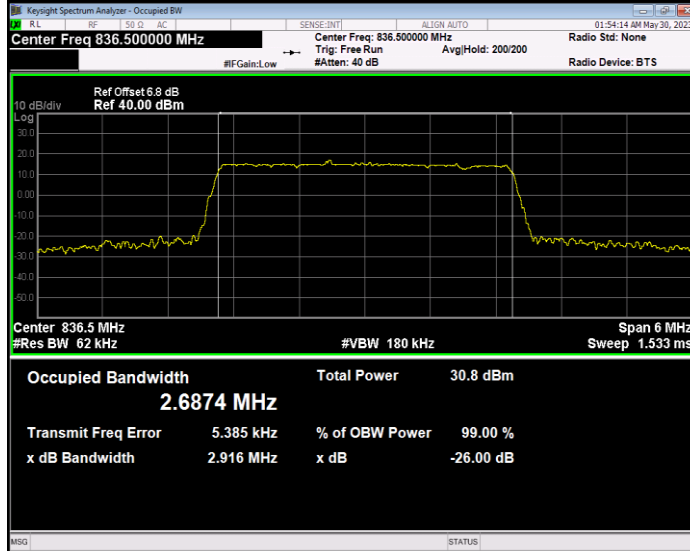 Keysight Spectrum Analyzer - Occupied BW
RL RF 50 Ω AC SENSE:INT ALIGN AUTO 01:54:14 AM May 30, 2023
Center Freq 836.500000 MHz
Center Freq: 836.500000 MHz
Radio Std: None
Trig: Free Run Avg|Hold: 200/200
#IFGain:Low #Atten: 40 dB Radio Device: BTS
Ref Offset 6.8 dB
10 dB/div Ref 40.00 dBm
Log
30.0
20.0
10.0
0.00
-10.0
-20.0
-30.0
-40.0
-50.0
Center 836.5 MHz Span 6 MHz
#Res BW 62 kHz #VBW 180 kHz Sweep 1.533 ms
Occupied Bandwidth Total Power 30.8 dBm
2.6874 MHz
Transmit Freq Error 5.385 kHz % of OBW Power 99.00 %
x dB Bandwidth 2.916 MHz x dB -26.00 dB
MSG STATUS